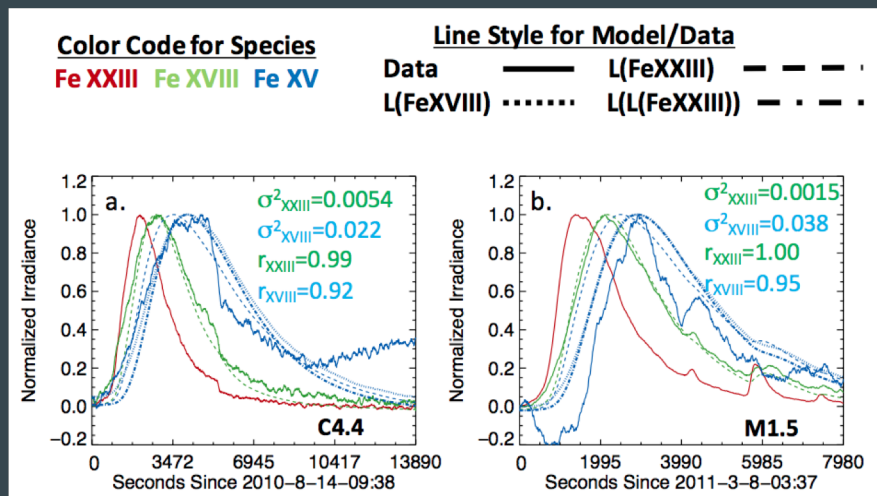 Color Code for Species
Fe XXIII Fe XVIII Fe XV
Line Style for Model/Data
Data L(FeXXIII)
L(FeXVIII) L(L(FeXXIII))
a.
σ²XXIII=0.0054
σ²XVIII=0.022
rXXIII=0.99
rXVIII=0.92
C4.4
Normalized Irradiance
1.2
1.0
0.8
0.6
0.4
0.2
0.0
−0.2
0 3472 6945 10417 13890
Seconds Since 2010−8−14−09:38
b.
σ²XXIII=0.0015
σ²XVIII=0.038
rXXIII=1.00
rXVIII=0.95
M1.5
Normalized Irradiance
1.2
1.0
0.8
0.6
0.4
0.2
0.0
−0.2
0 1995 3990 5985 7980
Seconds Since 2011−3−8−03:37